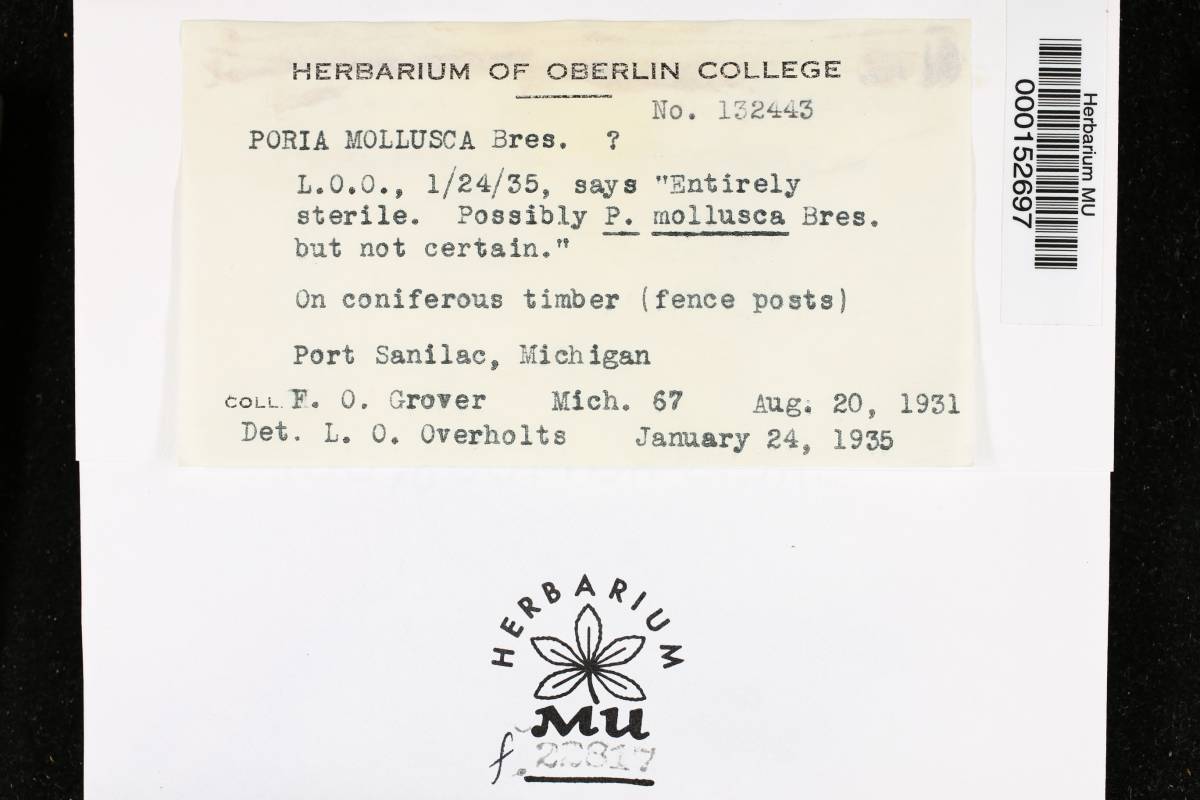 HERBARIUM OF OBERLIN COLLEGE
No. 132443
PORIA MOLLUSCA Bres. ?
L.O.O., 1/24/35, says "Entirely
sterile. Possibly P. mollusca Bres.
but not certain."
On coniferous timber (fence posts)
Port Sanilac, Michigan
COLL. F. O. Grover Mich. 67 Aug. 20, 1931
Det. L. O. Overholts January 24, 1935
Herbarium MU
000152697
HERBARIUM
MU
f. 22817